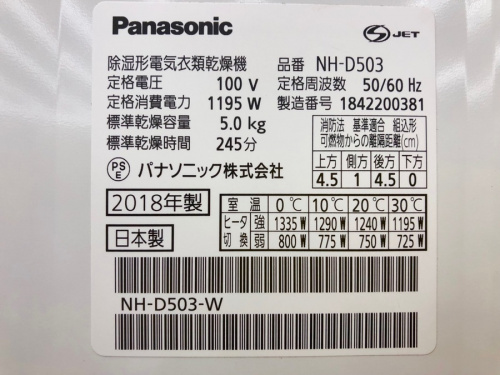 Panasonic
S JET
除湿形電気衣類乾燥機 品番 NH-D503
定格電圧 100 V 定格周波数 50/60 Hz
定格消費電力 1195 W 製造番号 1842200381
標準乾燥容量 5.0 kg
標準乾燥時間 245分
消防法 基準適合 組込形
可燃物からの離隔距離(cm)
上方 側方 後方 下方
4.5 1 4.5 0
PS
E パナソニック株式会社
2018年製
日本製
室温 0℃ 10℃ 20℃ 30℃
ヒータ 強 1335 W 1290 W 1240 W 1195 W
切換 弱 800 W 775 W 750 W 725 W
NH-D503-W